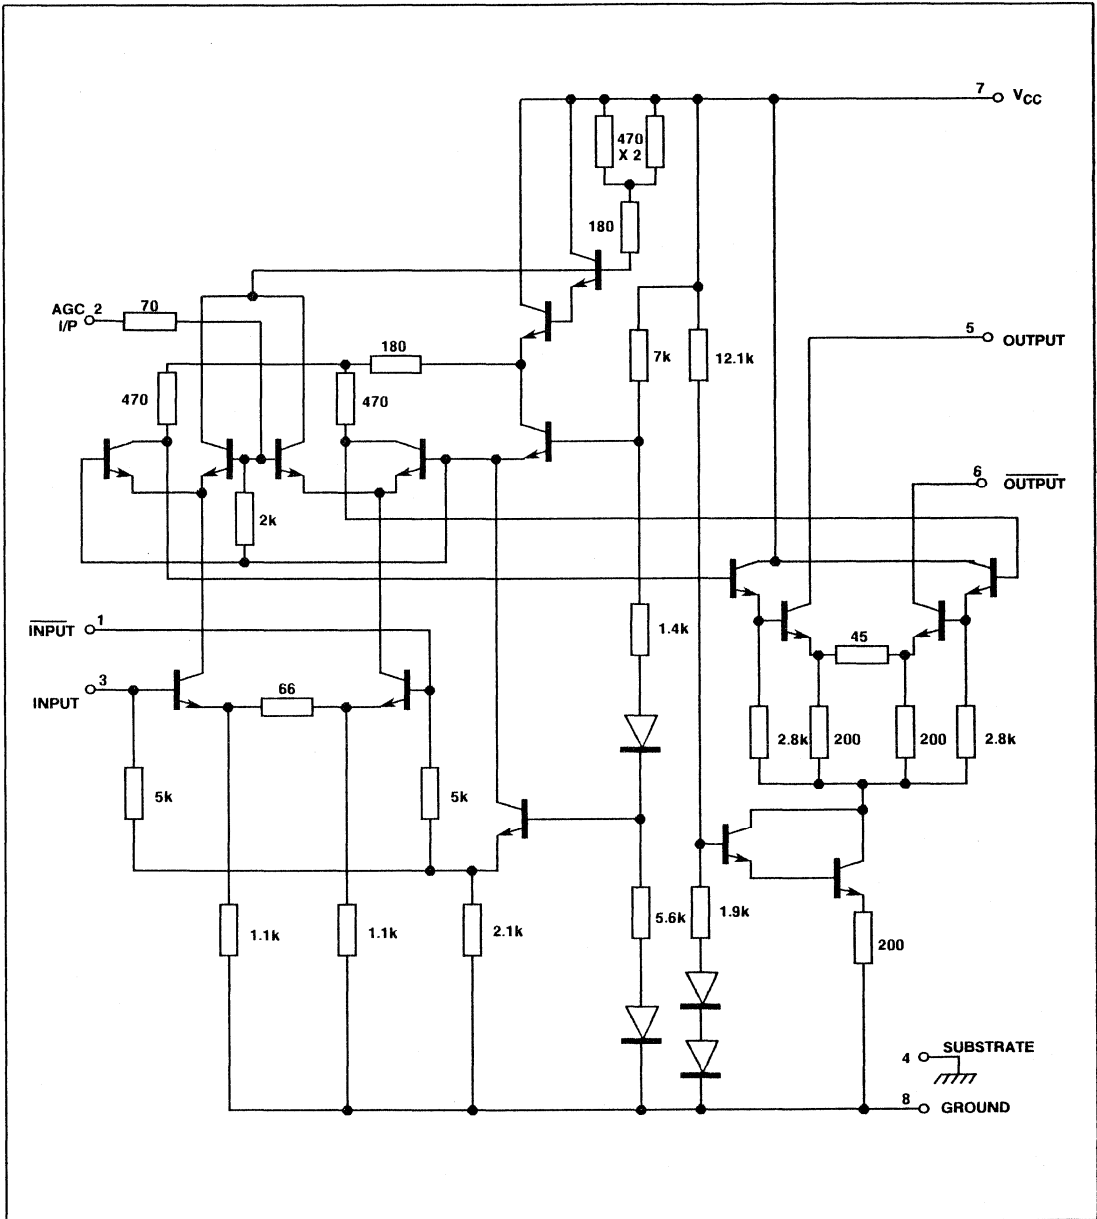 7
VCC
470
X 2
180
AGC 2
I/P
70
180
5
OUTPUT
7k
12.1k
470
470
6
OUTPUT
2k
1
INPUT
1.4k
45
3
INPUT
66
2.8k
200
200
2.8k
5k
5k
5.6k
1.9k
1.1k
1.1k
2.1k
200
4
SUBSTRATE
8
GROUND